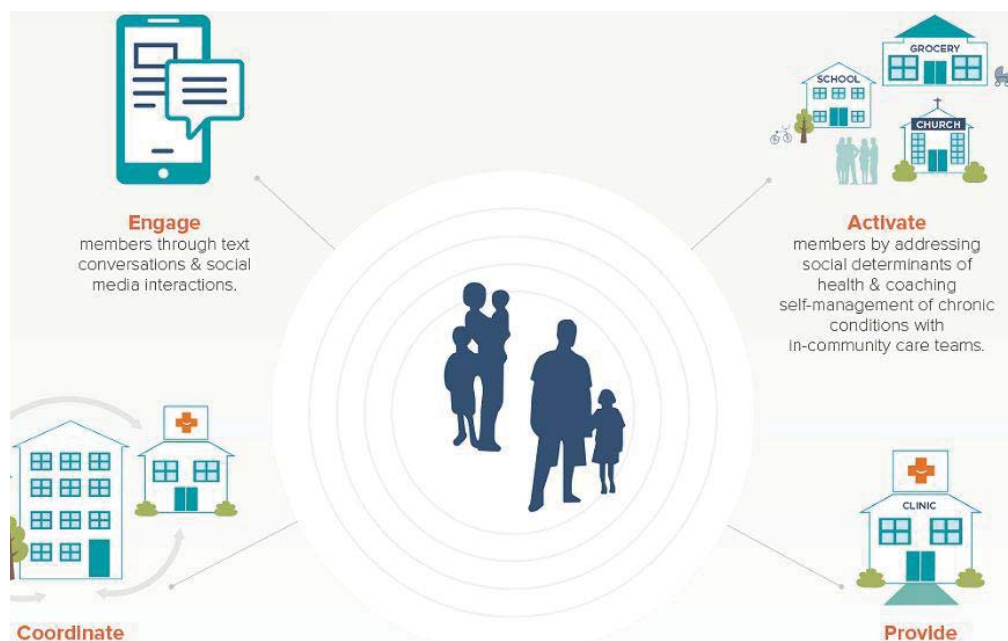 GROCERY
SCHOOL
CHURCH
Engage
members through text
conversations & social
media interactions.
Activate
members by addressing
social determinants of
health & coaching
self-management of chronic
conditions with
in-community care teams.
CLINIC
Coordinate
Provide